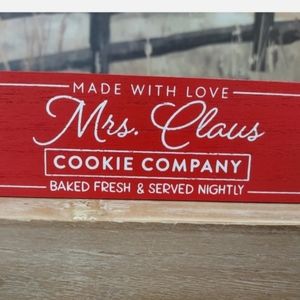 MADE WITH LOVE
Mrs. Claus
COOKIE COMPANY
BAKED FRESH & SERVED NIGHTLY